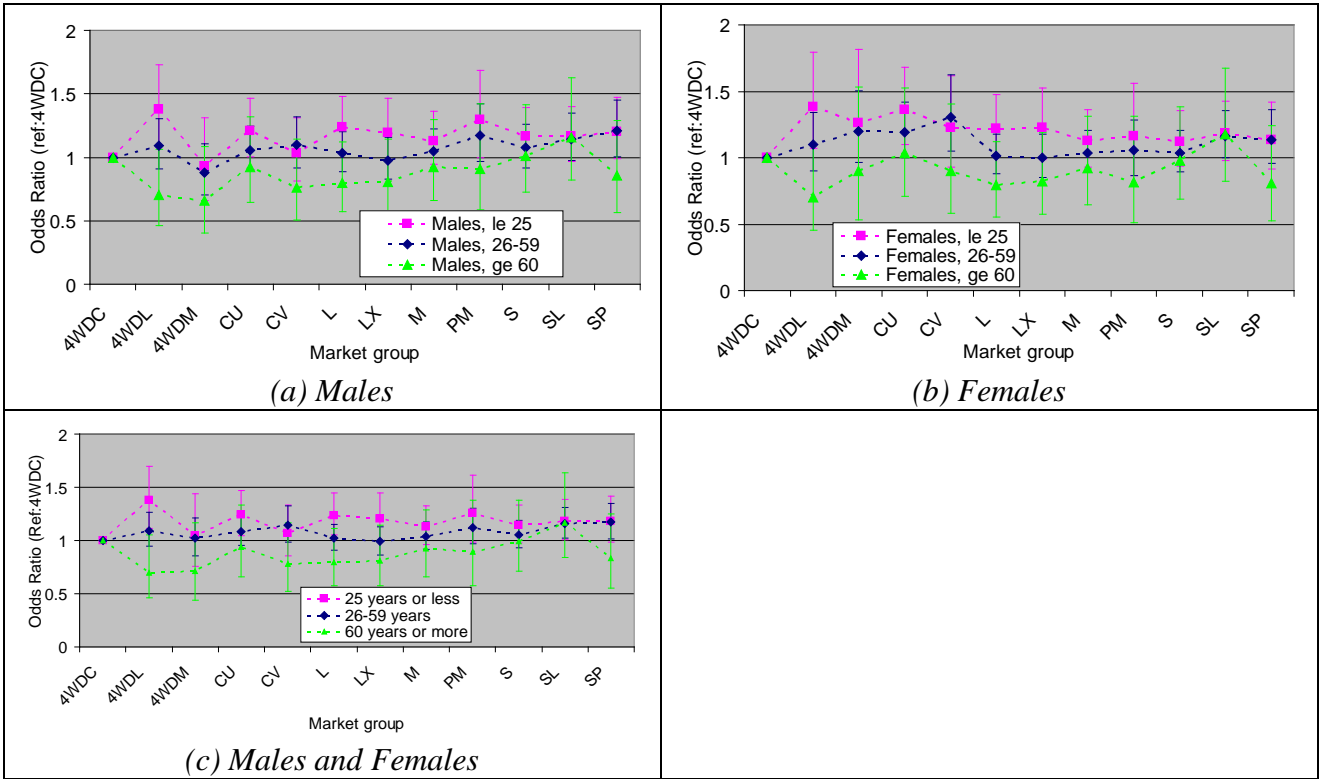 Odds Ratio (ref:4WDC)
2
1.5
1
0.5
0
Males, le 25
Males, 26-59
Males, ge 60
4WDC 4WDL 4WDM CU CV L LX M PM S SL SP
Market group
(a) Males
Odds Ratio (ref:4WDC)
2
1.5
1
0.5
0
Females, le 25
Females, 26-59
Females, ge 60
4WDC 4WDL 4WDM CU CV L LX M PM S SL SP
Market group
(b) Females
Odds Ratio (Ref:4WDC)
2
1.5
1
0.5
0
25 years or less
26-59 years
60 years or more
4WDC 4WDL 4WDM CU CV L LX M PM S SL SP
Market group
(c) Males and Females